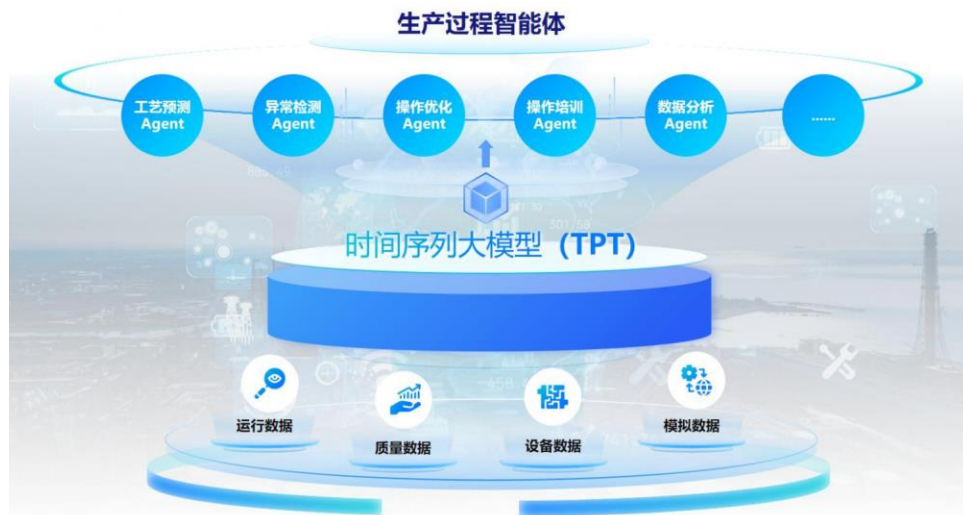 生产过程智能体
工艺预测
Agent
异常检测
Agent
操作优化
Agent
操作培训
Agent
数据分析
Agent
......
时间序列大模型（TPT）
运行数据
质量数据
设备数据
模拟数据